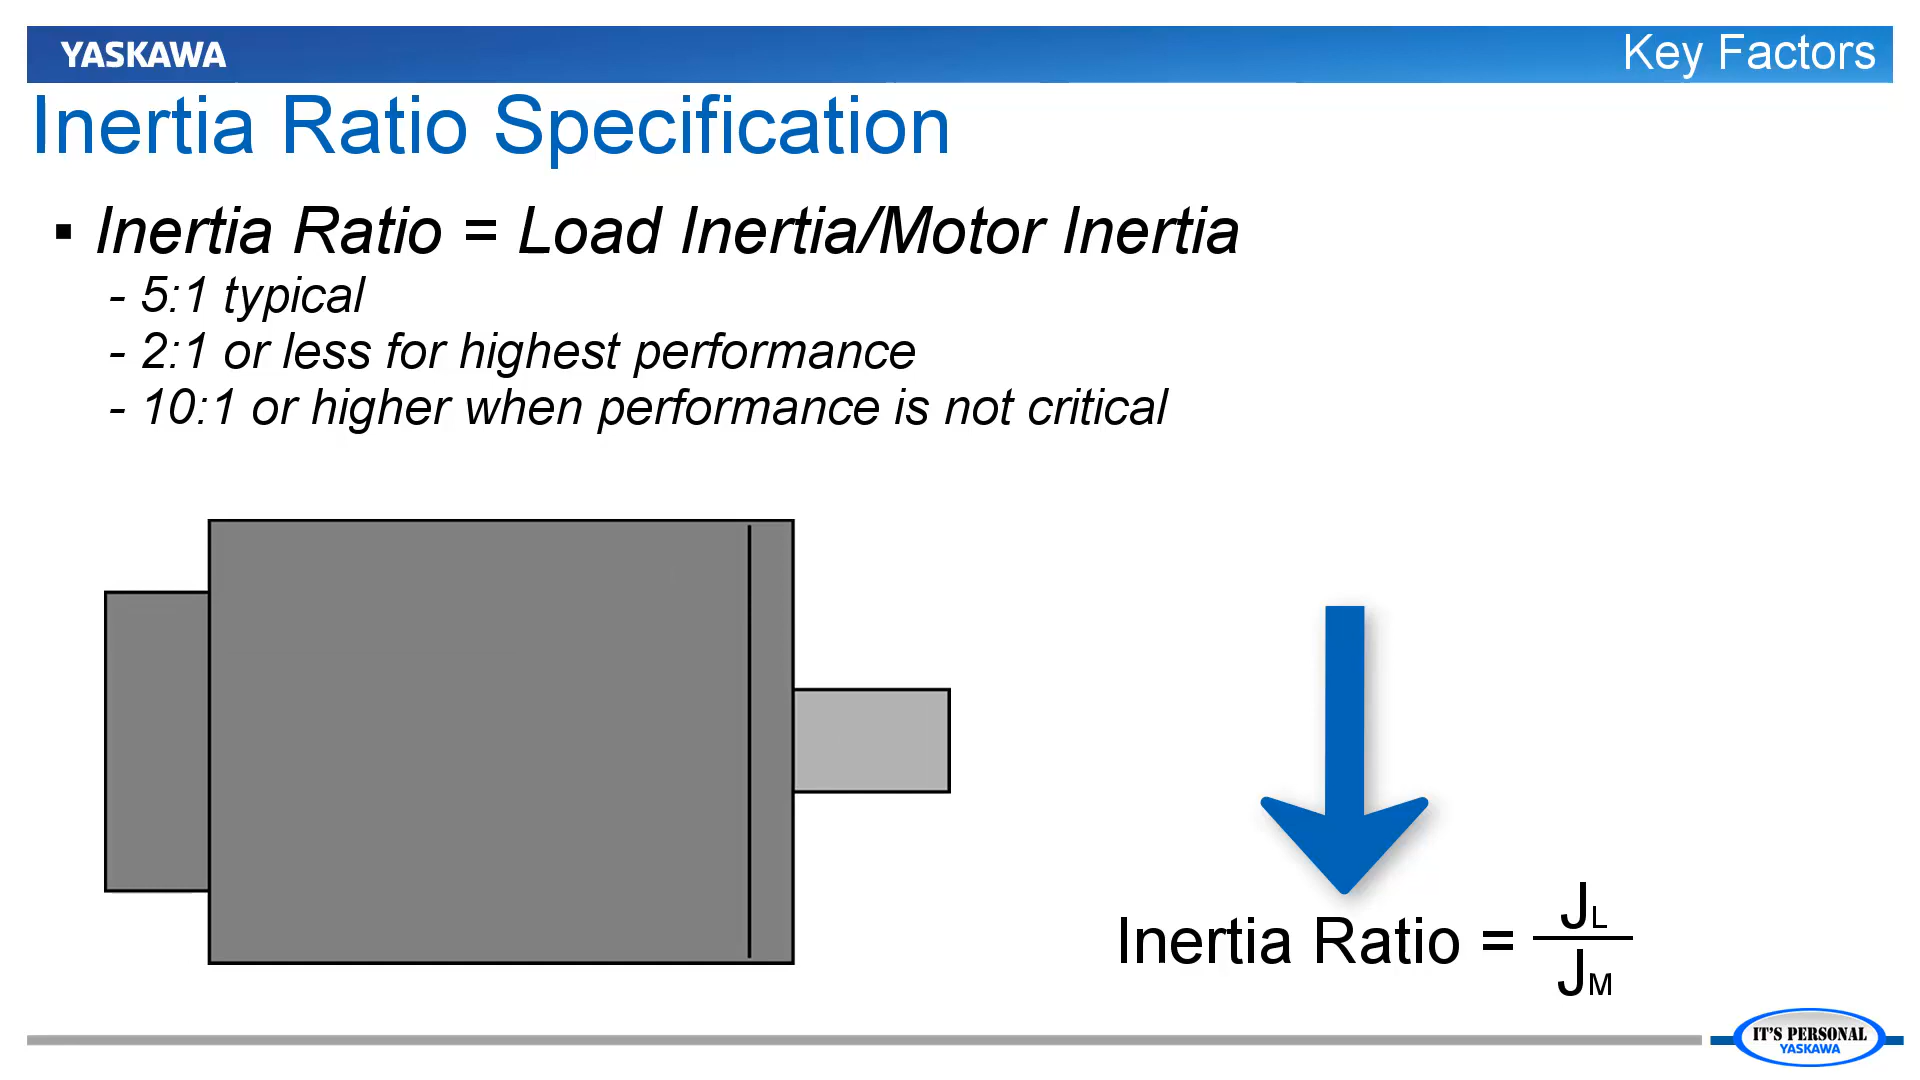 YASKAWA
Key Factors
Inertia Ratio Specification
▪ Inertia Ratio = Load Inertia/Motor Inertia
- 5:1 typical
- 2:1 or less for highest performance
- 10:1 or higher when performance is not critical
Inertia Ratio = JL
JM
IT'S PERSONAL
YASKAWA